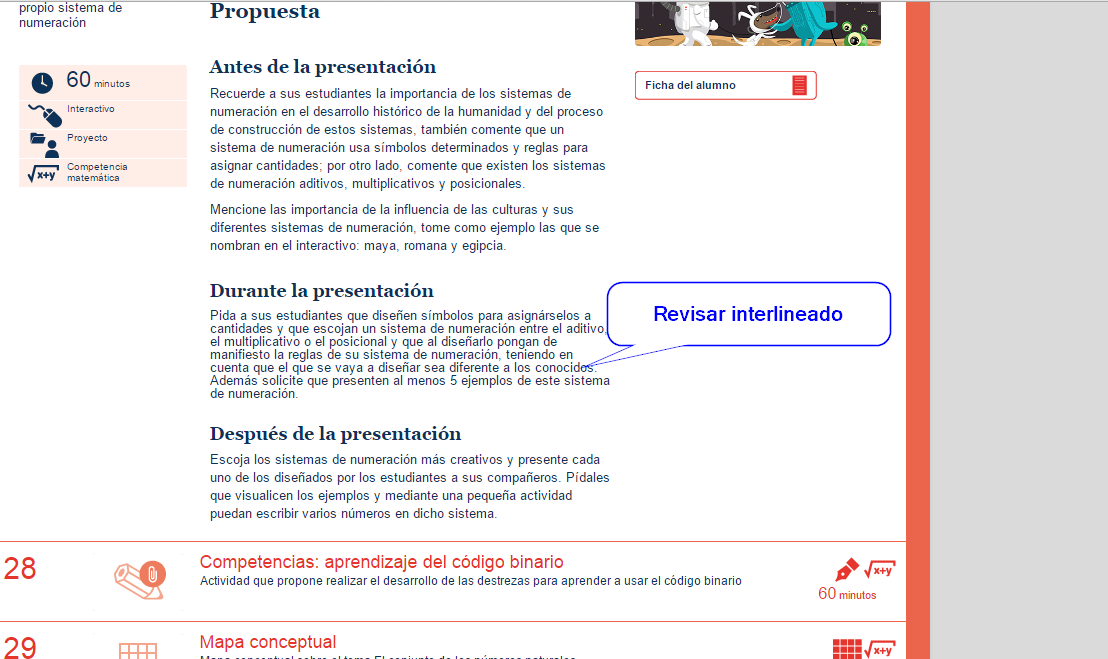 propio sistema de
numeración
60 minutos
Interactivo
Proyecto
√x+y Competencia
matemática
Propuesta
Antes de la presentación
Recuerde a sus estudiantes la importancia de los sistemas de
numeración en el desarrollo histórico de la humanidad y del proceso
de construcción de estos sistemas, también comente que un
sistema de numeración usa símbolos determinados y reglas para
asignar cantidades; por otro lado, comente que existen los sistemas
de numeración aditivos, multiplicativos y posicionales.
Mencione las importancia de la influencia de las culturas y sus
diferentes sistemas de numeración, tome como ejemplo las que se
nombran en el interactivo: maya, romana y egipcia.
Durante la presentación
Pida a sus estudiantes que diseñen símbolos para asignárselos a
cantidades y que escojan un sistema de numeración entre el aditivo,
el multiplicativo o el posicional y que al diseñarlo pongan de
manifiesto la reglas de su sistema de numeración, teniendo en
cuenta que el que se vaya a diseñar sea diferente a los conocidos.
Además solicite que presenten al menos 5 ejemplos de este sistema
de numeración.
Después de la presentación
Escoja los sistemas de numeración más creativos y presente cada
uno de los diseñados por los estudiantes a sus compañeros. Pídales
que visualicen los ejemplos y mediante una pequeña actividad
puedan escribir varios números en dicho sistema.
Ficha del alumno
Revisar interlineado
28
Competencias: aprendizaje del código binario
Actividad que propone realizar el desarrollo de las destrezas para aprender a usar el código binario
√x+y
60 minutos
29
Mapa conceptual
Mapa conceptual sobre el tema El conjunto de los números naturales
√x+y